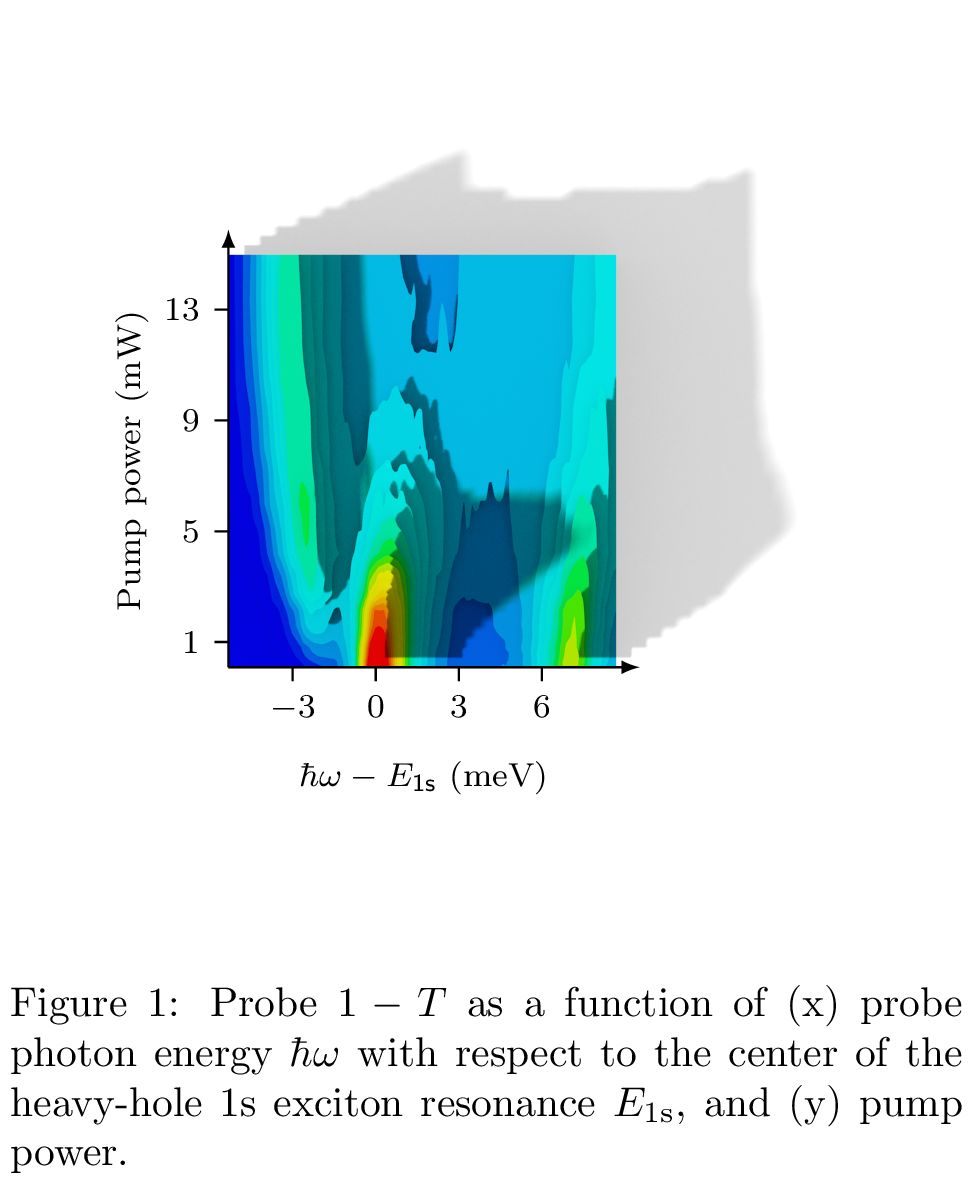 13
9
5
1
Pump power (mW)
−3 0 3 6
ℏω − E1s (meV)
Figure 1: Probe 1 − T as a function of (x) probe
photon energy ℏω with respect to the center of the
heavy-hole 1s exciton resonance E1s, and (y) pump
power.